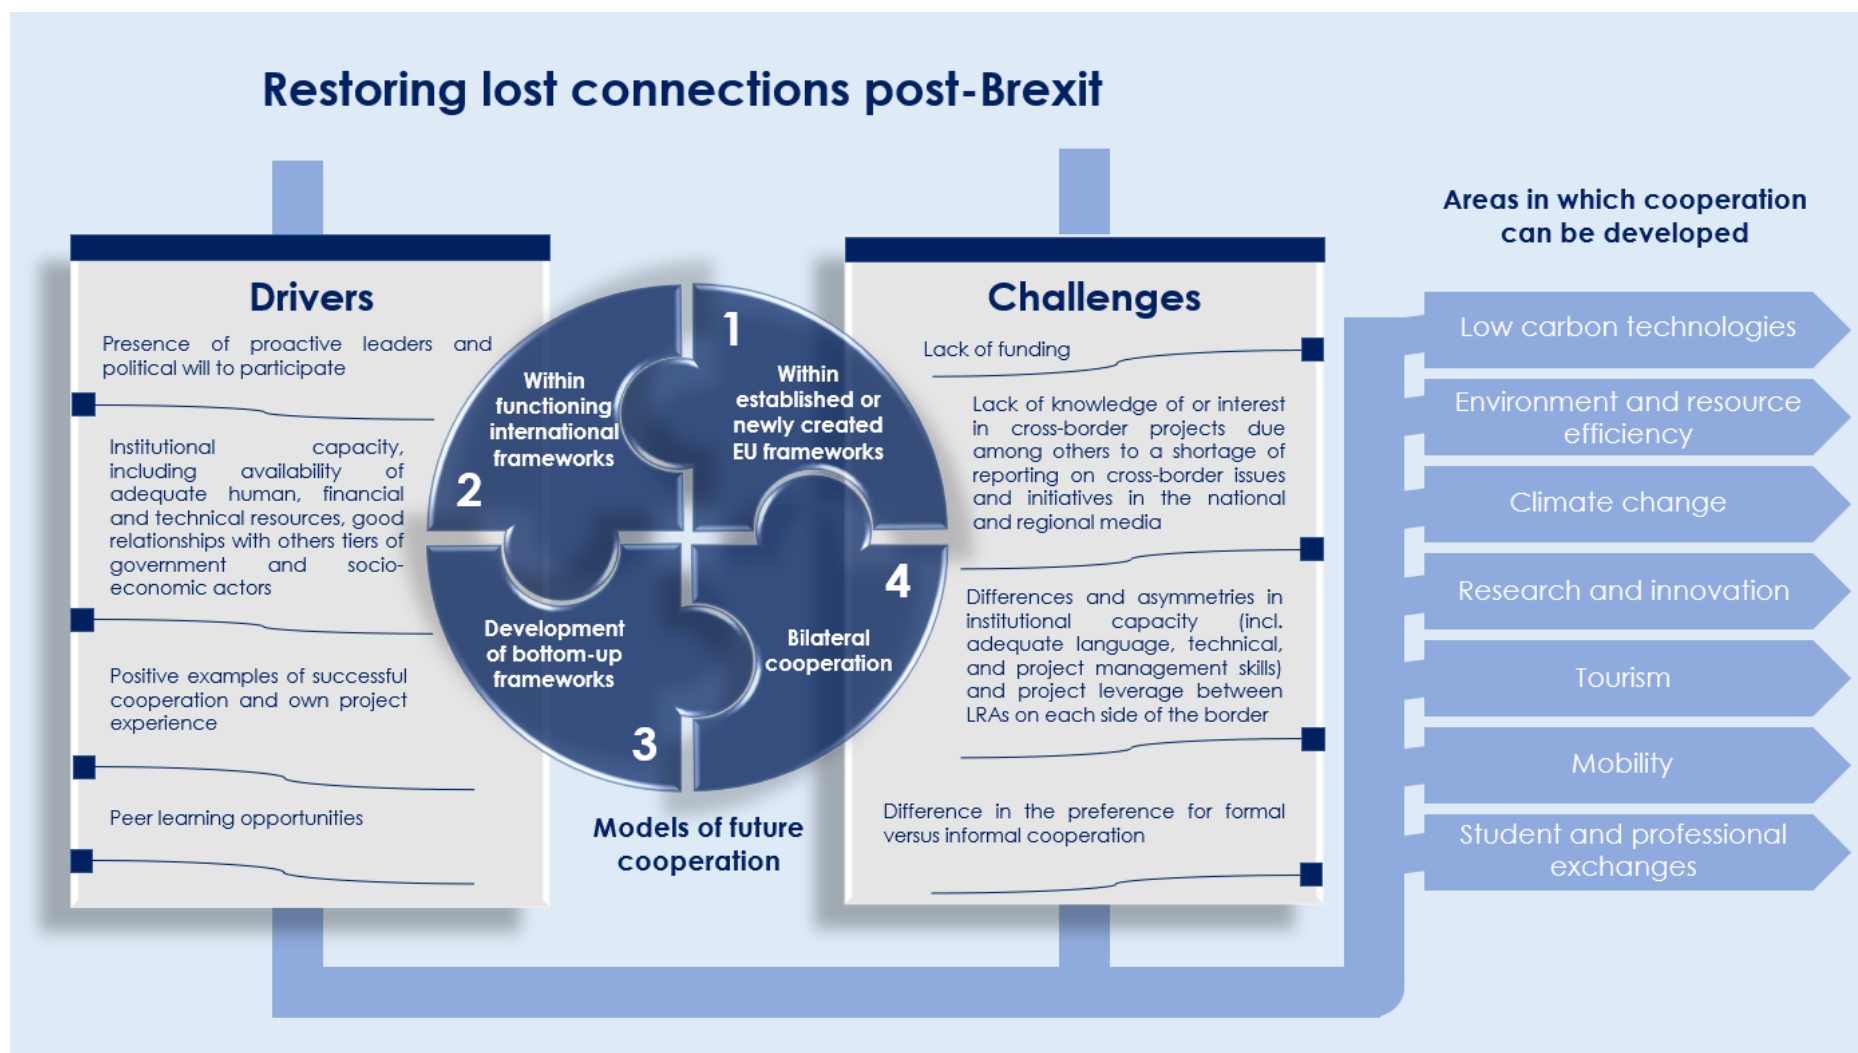 Restoring lost connections post-Brexit
Drivers
Presence of proactive leaders and
political will to participate
Institutional capacity,
including availability of
adequate human, financial
and technical resources, good
relationships with others tiers of
government and socio-
economic actors
Positive examples of successful
cooperation and own project
experience
Peer learning opportunities
1
Within
established or
newly created
EU frameworks
Within
functioning
international
frameworks
2
Development
of bottom-up
frameworks
3
4
Bilateral
cooperation
Models of future
cooperation
Challenges
Lack of funding
Lack of knowledge of or interest
in cross-border projects due
among others to a shortage of
reporting on cross-border issues
and initiatives in the national
and regional media
Differences and asymmetries in
institutional capacity (incl.
adequate language, technical,
and project management skills)
and project leverage between
LRAs on each side of the border
Difference in the preference for formal
versus informal cooperation
Areas in which cooperation
can be developed
Low carbon technologies
Environment and resource
efficiency
Climate change
Research and innovation
Tourism
Mobility
Student and professional
exchanges